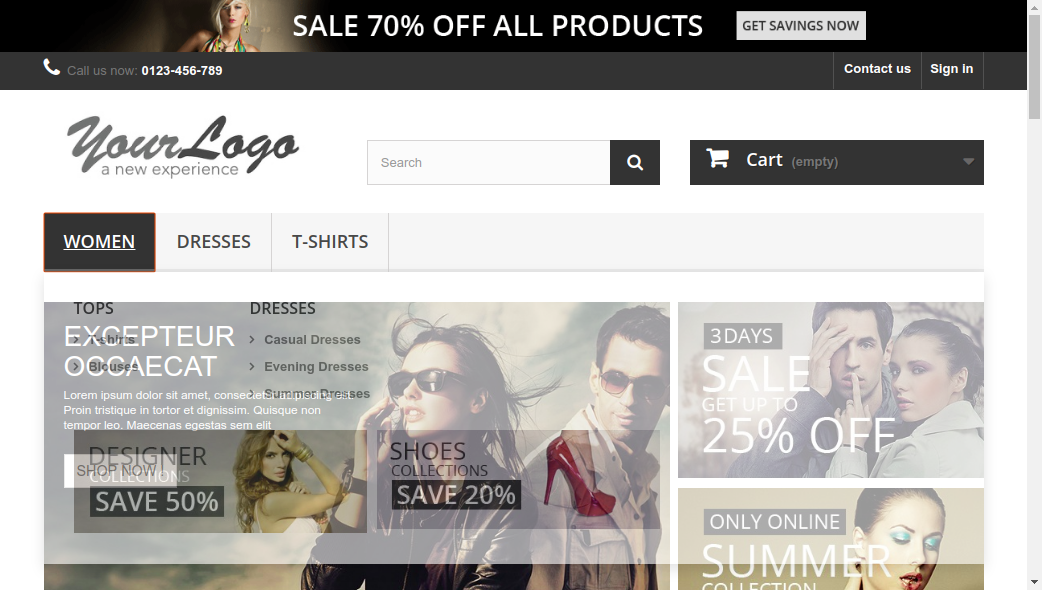 SALE 70% OFF ALL PRODUCTS
GET SAVINGS NOW
Call us now: 0123-456-789
Contact us
Sign in
YourLogo
a new experience
Search
Cart (empty)
WOMEN
DRESSES
T-SHIRTS
TOPS
T-shirts
Blouses
DRESSES
Casual Dresses
Evening Dresses
Summer Dresses
EXCEPTEUR
OCCAECAT
Lorem ipsum dolor sit amet, consectetur adipiscing elit.
Proin tristique in tortor et dignissim. Quisque non
tempor leo. Maecenas egestas sem elit
SHOP NOW
DESIGNER
COLLECTIONS
SAVE 50%
SHOES
COLLECTIONS
SAVE 20%
3DAYS
SALE
GET UP TO
25% OFF
ONLY ONLINE
SUMMER
COLLECTION